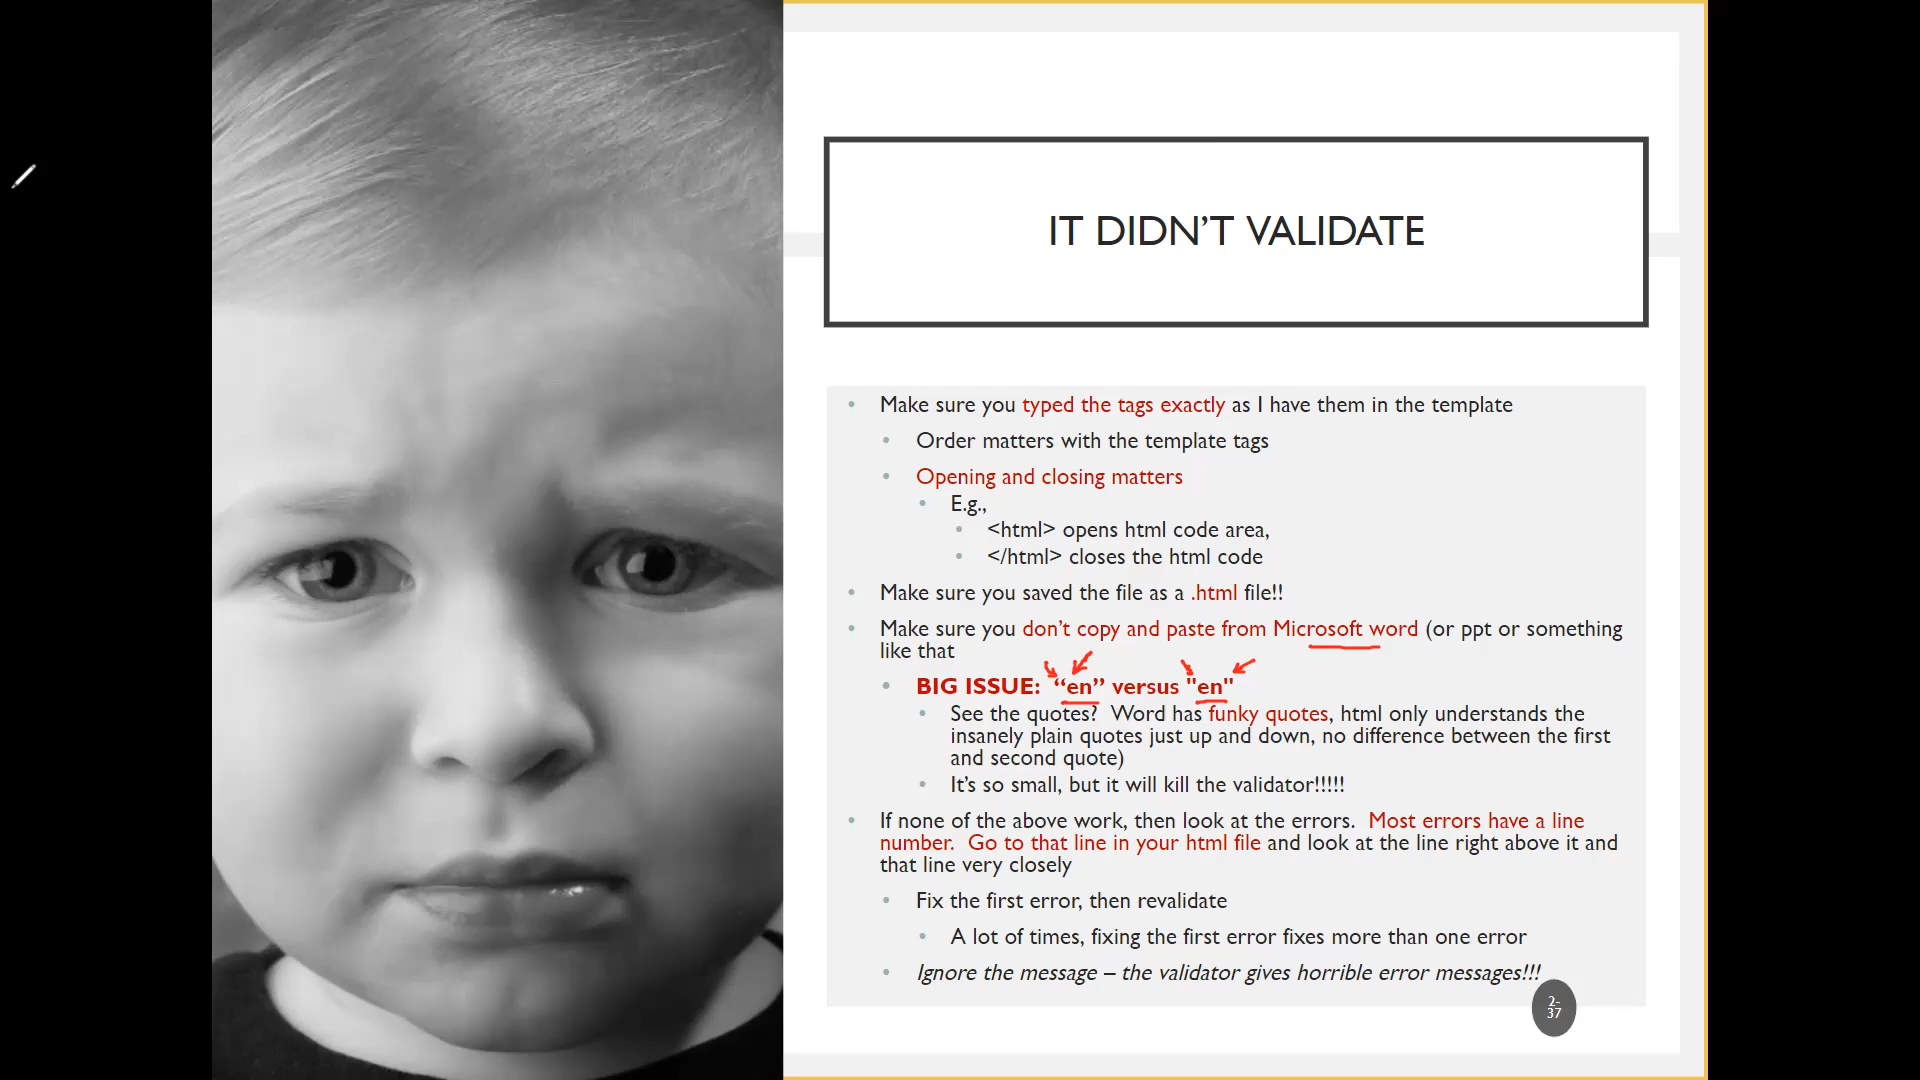 IT DIDN’T VALIDATE
• Make sure you typed the tags exactly as I have them in the template
• Order matters with the template tags
• Opening and closing matters
• E.g.,
• <html> opens html code area,
• </html> closes the html code
• Make sure you saved the file as a .html file!!
• Make sure you don’t copy and paste from Microsoft word (or ppt or something
like that
• BIG ISSUE: “en” versus "en"
• See the quotes? Word has funky quotes, html only understands the
insanely plain quotes just up and down, no difference between the first
and second quote)
• It’s so small, but it will kill the validator!!!!!
• If none of the above work, then look at the errors. Most errors have a line
number. Go to that line in your html file and look at the line right above it and
that line very closely
• Fix the first error, then revalidate
• A lot of times, fixing the first error fixes more than one error
• Ignore the message – the validator gives horrible error messages!!!
2-
37